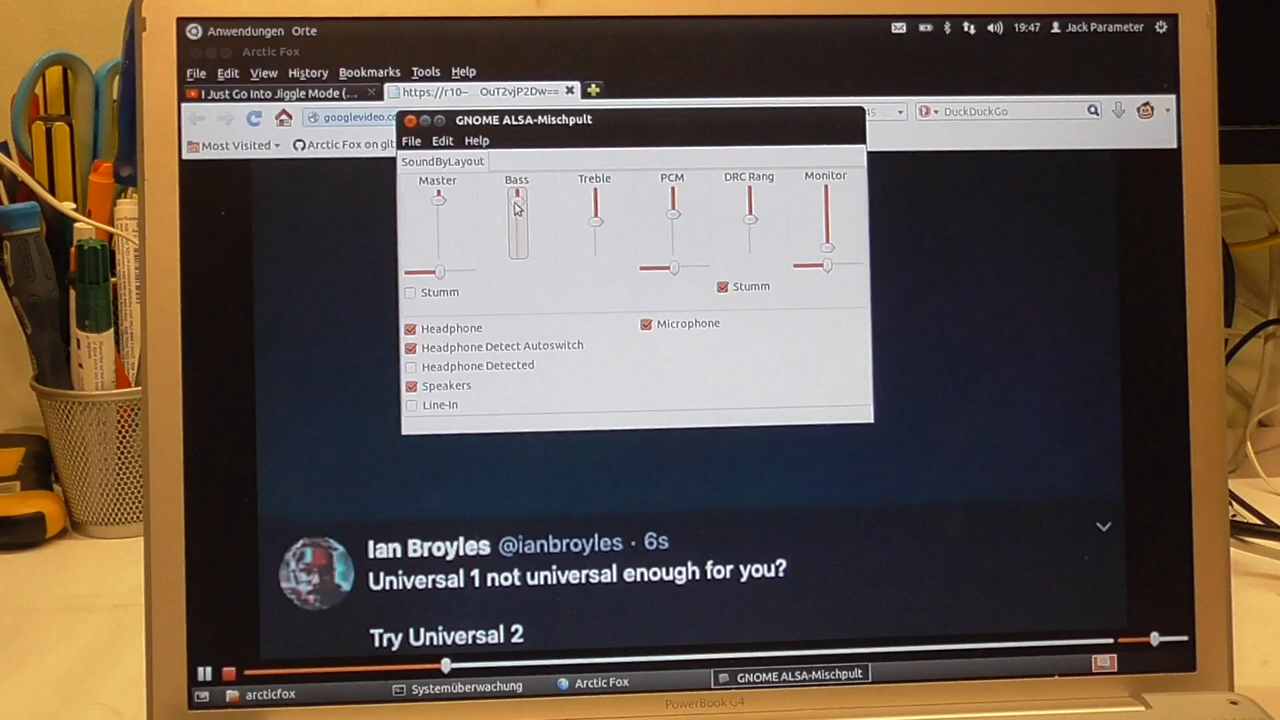 Anwendungen Orte 19:47 Jack Parameter
Arctic Fox
File Edit View History Bookmarks Tools Help
I Just Go Into Jiggle Mode (... https://r10—... OuT2vjP2Dw==
googlevideo.co DuckDuckGo
Most Visited Arctic Fox on git
GNOME ALSA-Mischpult
File Edit Help
SoundByLayout
Master Bass Treble PCM DRC Rang Monitor
Stumm Stumm
Headphone Microphone
Headphone Detect Autoswitch
Headphone Detected
Speakers
Line-In
Ian Broyles @ianbroyles · 6s
Universal 1 not universal enough for you?
Try Universal 2
arcticfox Systemüberwachung Arctic Fox GNOME ALSA-Mischpult
PowerBook G4